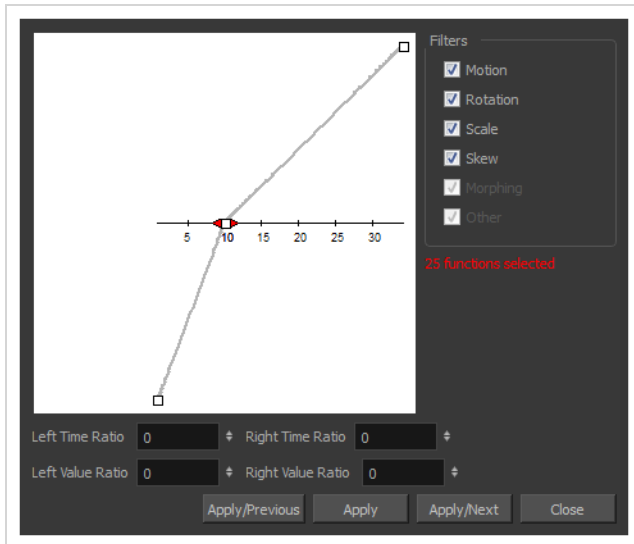 Filters
Motion
Rotation
Scale
Skew
Morphing
Other
5 10 15 20 25 30
25 functions selected
Left Time Ratio 0 Right Time Ratio 0
Left Value Ratio 0 Right Value Ratio 0
Apply/Previous Apply Apply/Next Close